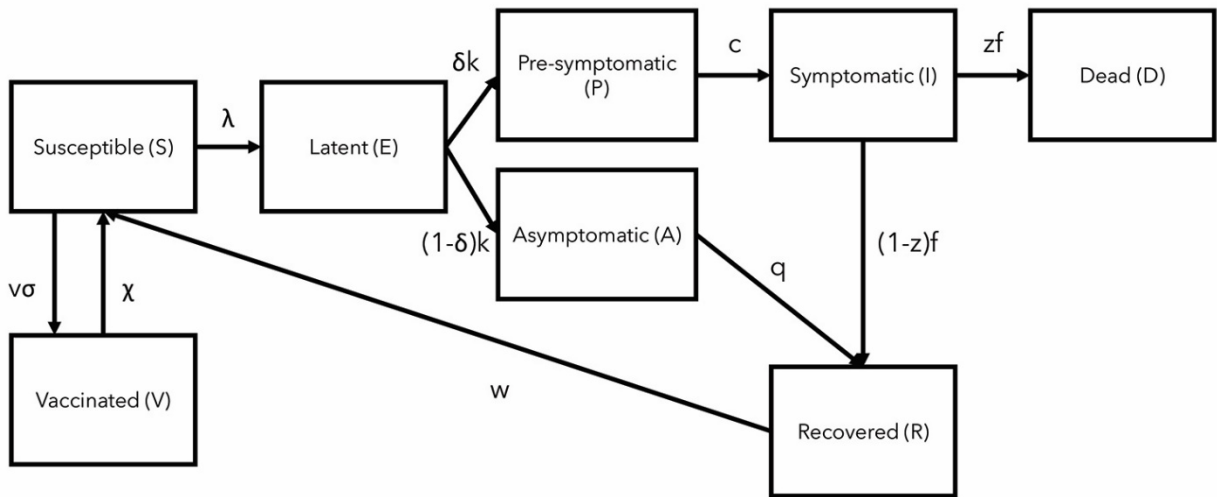 δk
Pre-symptomatic
(P)
c
Symptomatic (I)
zf
Dead (D)
Susceptible (S)
λ
Latent (E)
(1-δ)k
Asymptomatic (A)
q
(1-z)f
vσ
χ
Vaccinated (V)
w
Recovered (R)